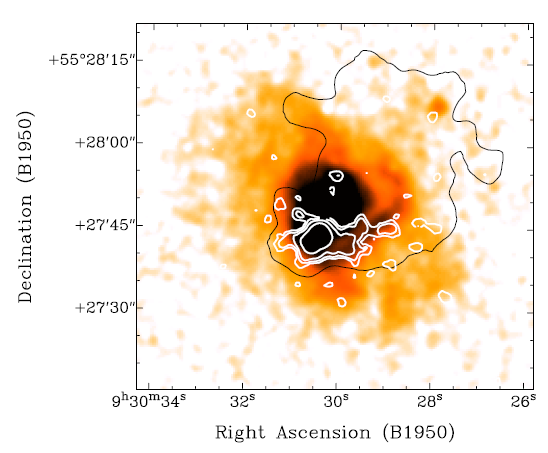 +55°28′15″
+28′00″
+27′45″
+27′30″
Declination (B1950)
9ʰ30ᵐ34ˢ 32ˢ 30ˢ 28ˢ 26ˢ
Right Ascension (B1950)